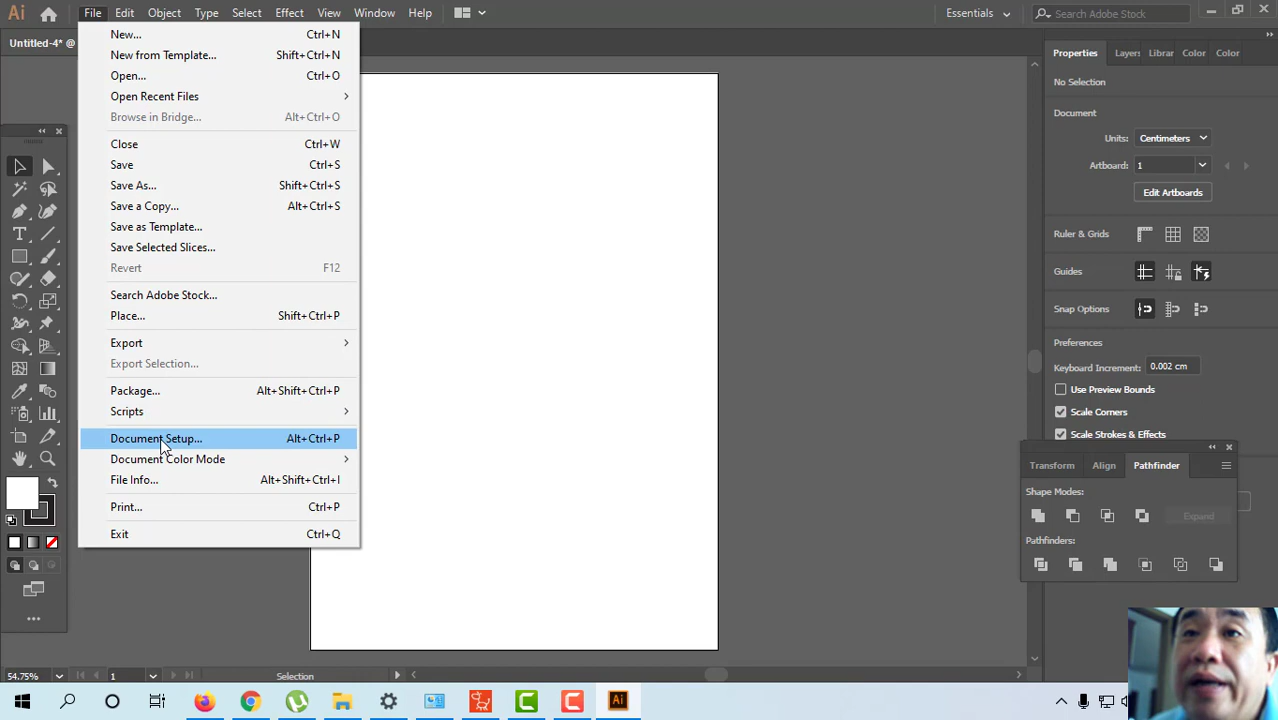 Ai File Edit Object Type Select Effect View Window Help Essentials Search Adobe Stock
Untitled-4* @
New... Ctrl+N
New from Template... Shift+Ctrl+N
Open... Ctrl+O
Open Recent Files
Browse in Bridge... Alt+Ctrl+O
Close Ctrl+W
Save Ctrl+S
Save As... Shift+Ctrl+S
Save a Copy... Alt+Ctrl+S
Save as Template...
Save Selected Slices...
Revert F12
Search Adobe Stock...
Place... Shift+Ctrl+P
Export
Export Selection...
Package... Alt+Shift+Ctrl+P
Scripts
Document Setup... Alt+Ctrl+P
Document Color Mode
File Info... Alt+Shift+Ctrl+I
Print... Ctrl+P
Exit Ctrl+Q
Properties Layers Librar Color Color
No Selection
Document
Units: Centimeters
Artboard: 1
Edit Artboards
Ruler & Grids
Guides
Snap Options
Preferences
Keyboard Increment: 0.002 cm
Use Preview Bounds
Scale Corners
Scale Strokes & Effects
Transform Align Pathfinder
Shape Modes:
Expand
Pathfinders:
54.75% 1 Selection
Ai